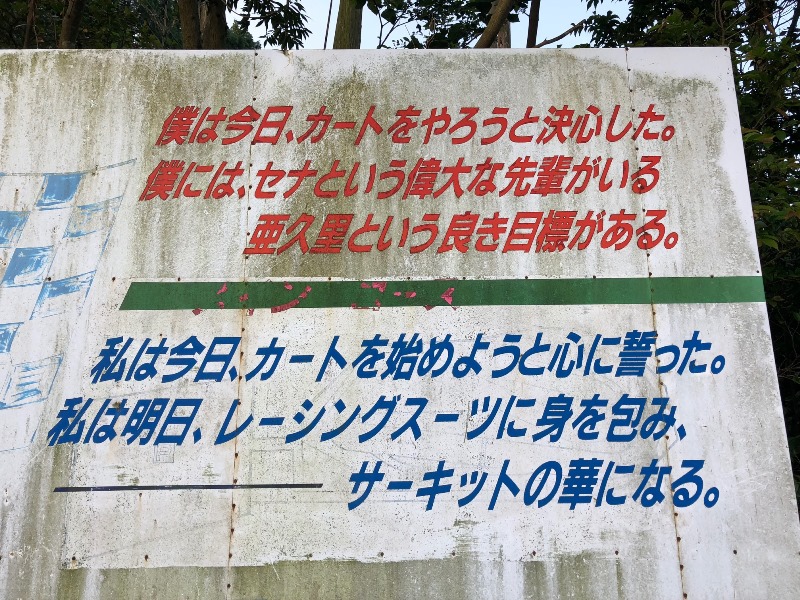 僕は今日、カートをやろうと決心した。
僕には、セナという偉大な先輩がいる
亜久里という良き目標がある。
私は今日、カートを始めようと心に誓った。
私は明日、レーシングスーツに身を包み、
サーキットの華になる。